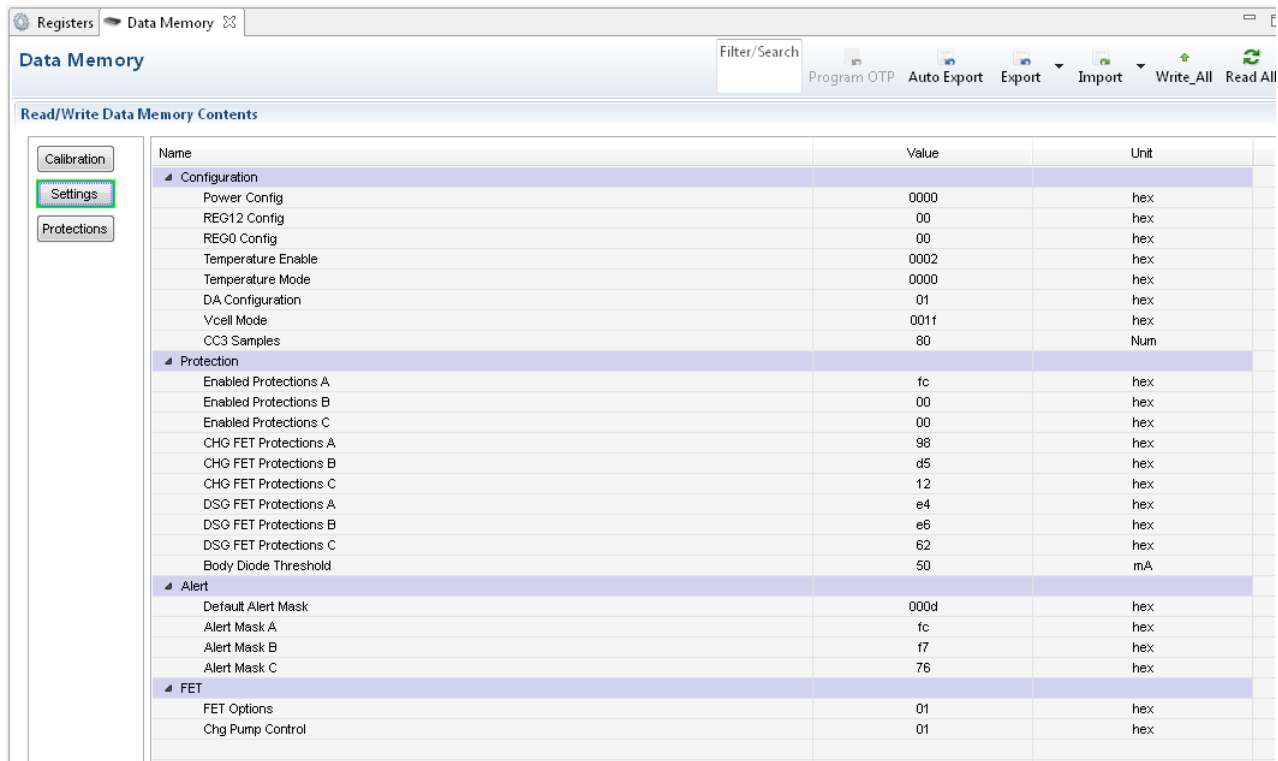 Registers Data Memory
Data Memory Filter/Search Program OTP Auto Export Export Import Write_All Read All
Read/Write Data Memory Contents
Calibration
Settings
Protections
Name Value Unit
Configuration
Power Config 0000 hex
REG12 Config 00 hex
REG0 Config 00 hex
Temperature Enable 0002 hex
Temperature Mode 0000 hex
DA Configuration 01 hex
Vcell Mode 001f hex
CC3 Samples 80 Num
Protection
Enabled Protections A fc hex
Enabled Protections B 00 hex
Enabled Protections C 00 hex
CHG FET Protections A 98 hex
CHG FET Protections B d5 hex
CHG FET Protections C 12 hex
DSG FET Protections A e4 hex
DSG FET Protections B e6 hex
DSG FET Protections C 62 hex
Body Diode Threshold 50 mA
Alert
Default Alert Mask 000d hex
Alert Mask A fc hex
Alert Mask B f7 hex
Alert Mask C 76 hex
FET
FET Options 01 hex
Chg Pump Control 01 hex